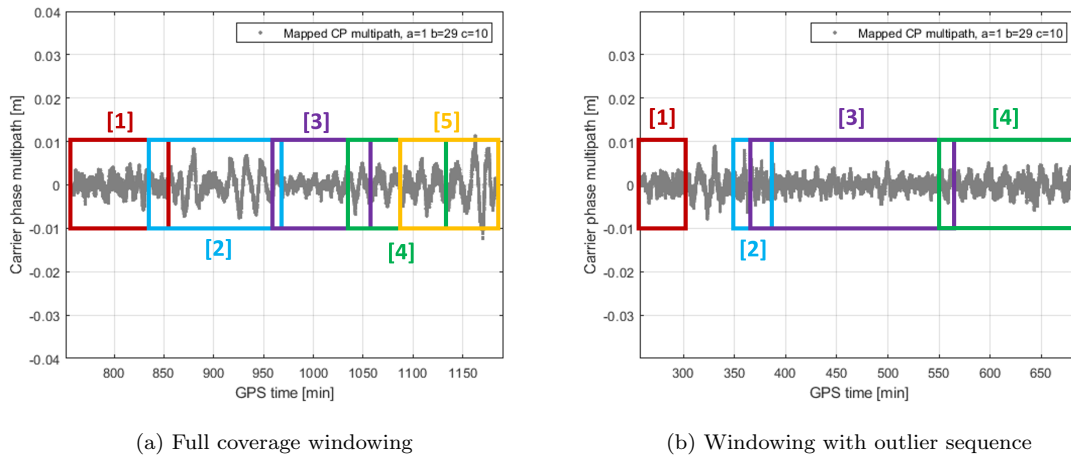 0.04
0.03
0.02
0.01
0
-0.01
-0.02
-0.03
-0.04
Carrier phase multipath [m]
Mapped CP multipath, a=1 b=29 c=10
[1]
[2]
[3]
[4]
[5]
800 850 900 950 1000 1050 1100 1150
GPS time [min]
(a) Full coverage windowing
0.04
0.03
0.02
0.01
0
-0.01
-0.02
-0.03
-0.04
Carrier phase multipath [m]
Mapped CP multipath, a=1 b=29 c=10
[1]
[2]
[3]
[4]
300 350 400 450 500 550 600 650
GPS time [min]
(b) Windowing with outlier sequence